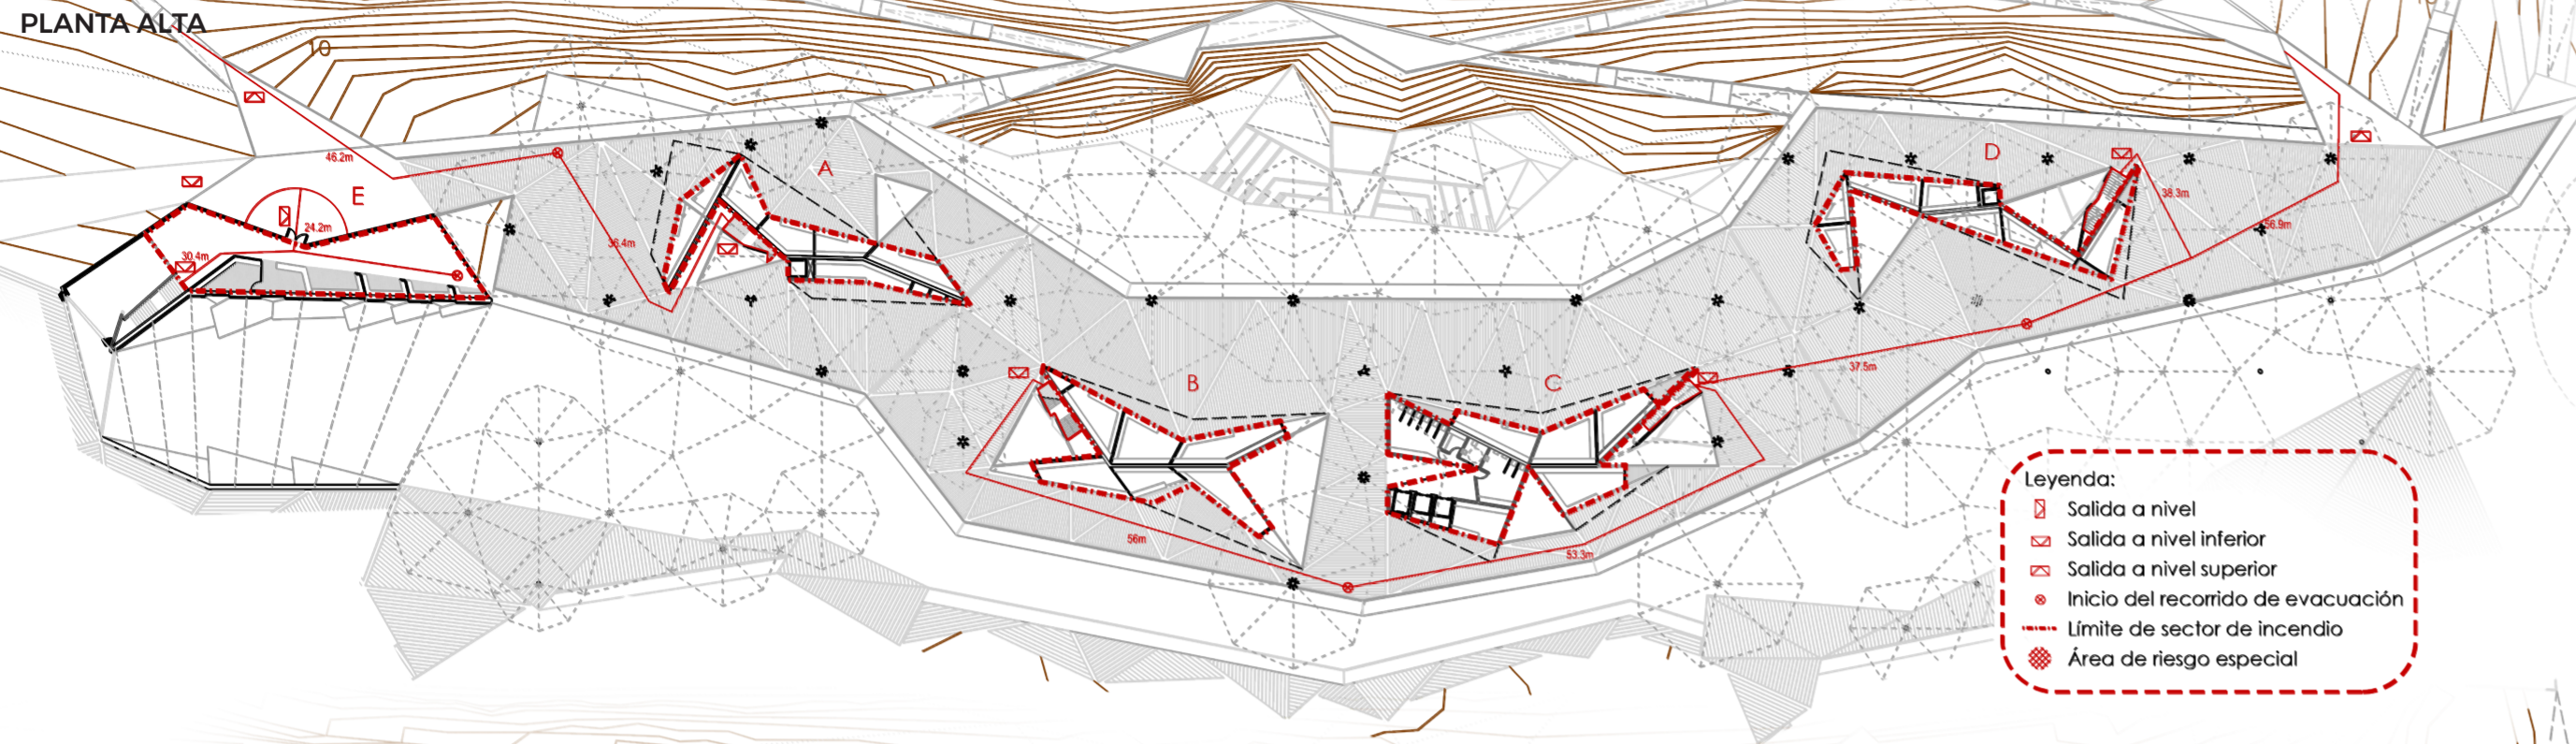 PLANTA ALTA
10
46.2m
E
24.2m
30.4m
38.4m
A
B
56m
C
53.3m
37.5m
D
38.3m
56.9m
Leyenda:
Salida a nivel
Salida a nivel inferior
Salida a nivel superior
Inicio del recorrido de evacuación
Límite de sector de incendio
Área de riesgo especial